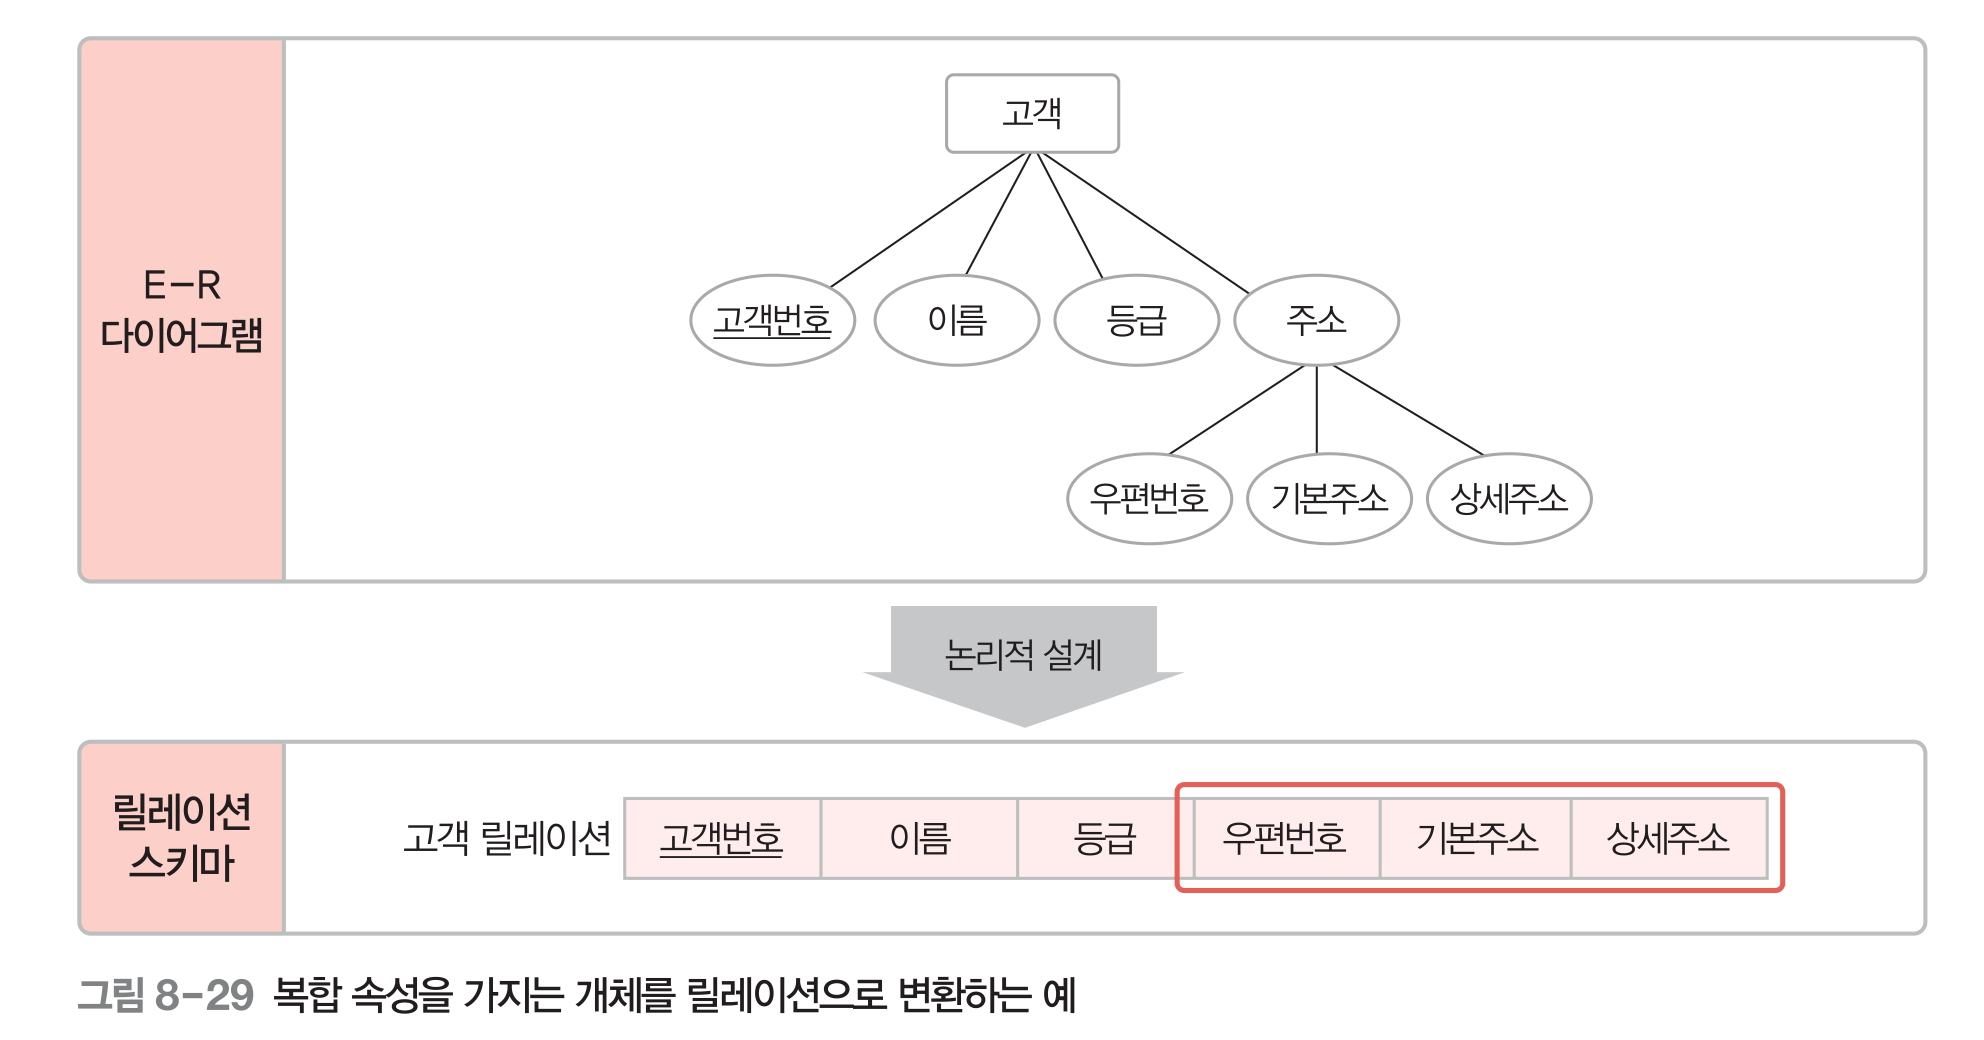 고객
E-R
다이어그램
고객번호 이름 등급 주소
우편번호 기본주소 상세주소
논리적 설계
릴레이션
스키마
고객 릴레이션 고객번호 이름 등급 우편번호 기본주소 상세주소
그림 8-29 복합 속성을 가지는 개체를 릴레이션으로 변환하는 예